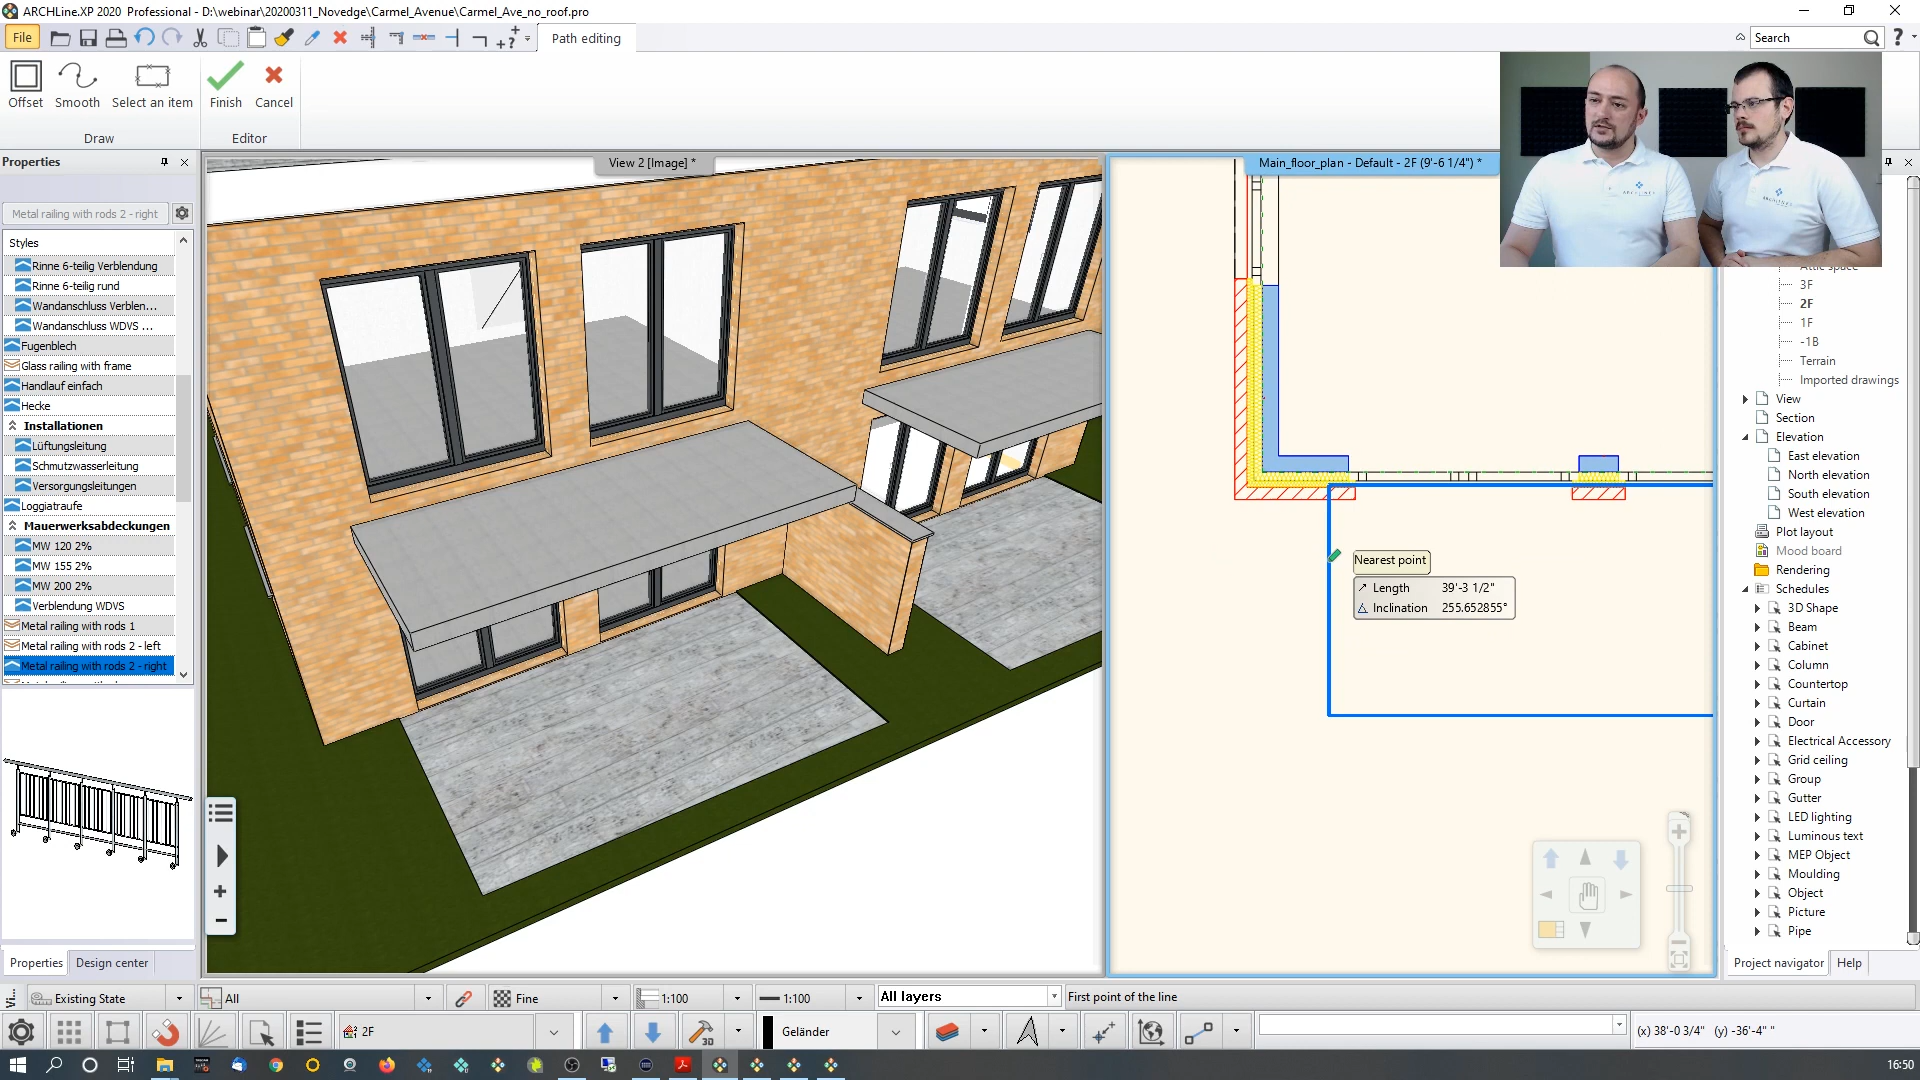 ARCHLine.XP 2020  Professional - D:\webinar\20200311_Novedge\Carmel_Avenue\Carmel_Ave_no_roof.pro
File
Path editing
Search
?
Offset
Smooth
Select an item
Finish
Cancel
Draw
Editor
Properties
View 2 [Image] *
Main_floor_plan - Default - 2F (9'-6 1/4") *
Metal railing with rods 2 - right
Styles
Rinne 6-teilig Verblendung
Rinne 6-teilig rund
Wandanschluss Verblen...
Wandanschluss WDVS ...
Fugenblech
Glass railing with frame
Handlauf einfach
Hecke
Installationen
Lüftungsleitung
Schmutzwasserleitung
Versorgungsleitungen
Loggiatraufe
Mauerwerksabdeckungen
MW 120 2%
MW 155 2%
MW 200 2%
Verblendung WDVS
Metal railing with rods 1
Metal railing with rods 2 - left
Metal railing with rods 2 - right
Nearest point
Length 39'-3 1/2"
Inclination 255.652855°
Attic space
3F
2F
1F
-1B
Terrain
Imported drawings
View
Section
Elevation
East elevation
North elevation
South elevation
West elevation
Plot layout
Mood board
Rendering
Schedules
3D Shape
Beam
Cabinet
Column
Countertop
Curtain
Door
Electrical Accessory
Grid ceiling
Group
Gutter
LED lighting
Luminous text
MEP Object
Moulding
Object
Picture
Pipe
Properties
Design center
Project navigator
Help
Existing State
All
Fine
1:100
1:100
All layers
First point of the line
2F
3D
Geländer
(x) 38'-0 3/4"  (y) -36'-4" "
16:50